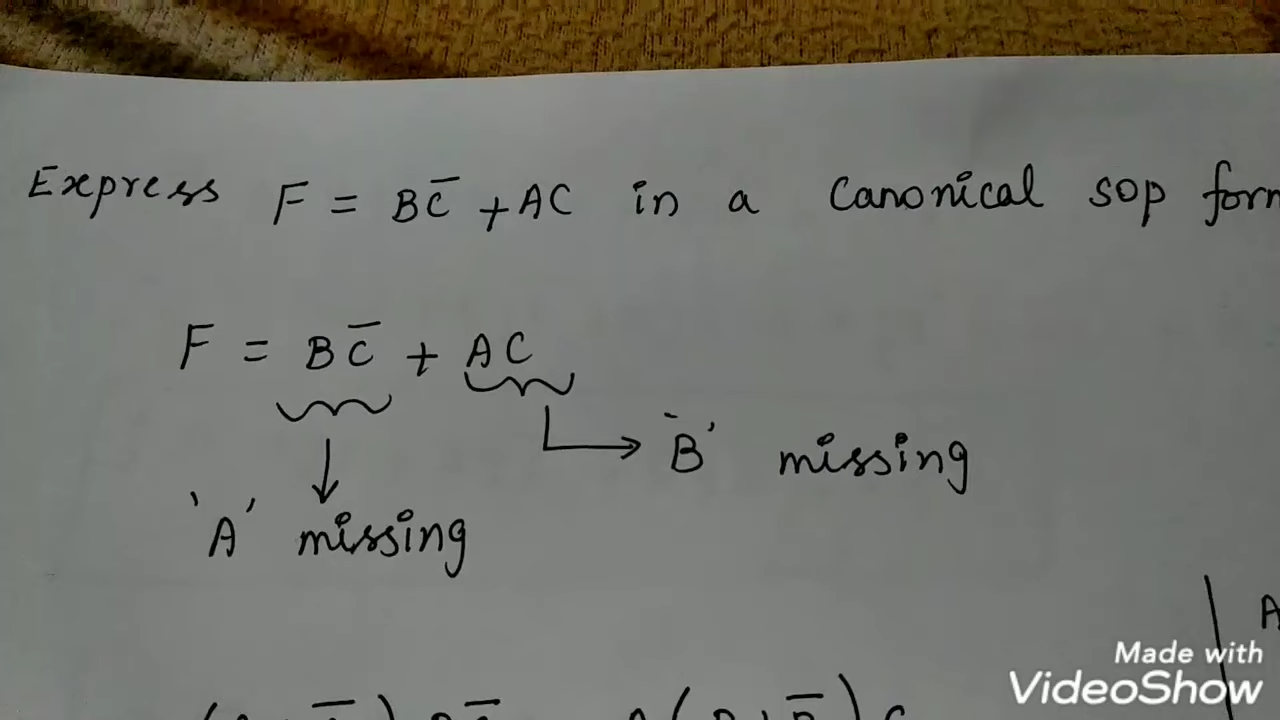 Express F = BC̅ + AC in a Canonical SOP form
F = BC̅ + AC
'B' missing
'A' missing
A
Made with
VideoShow